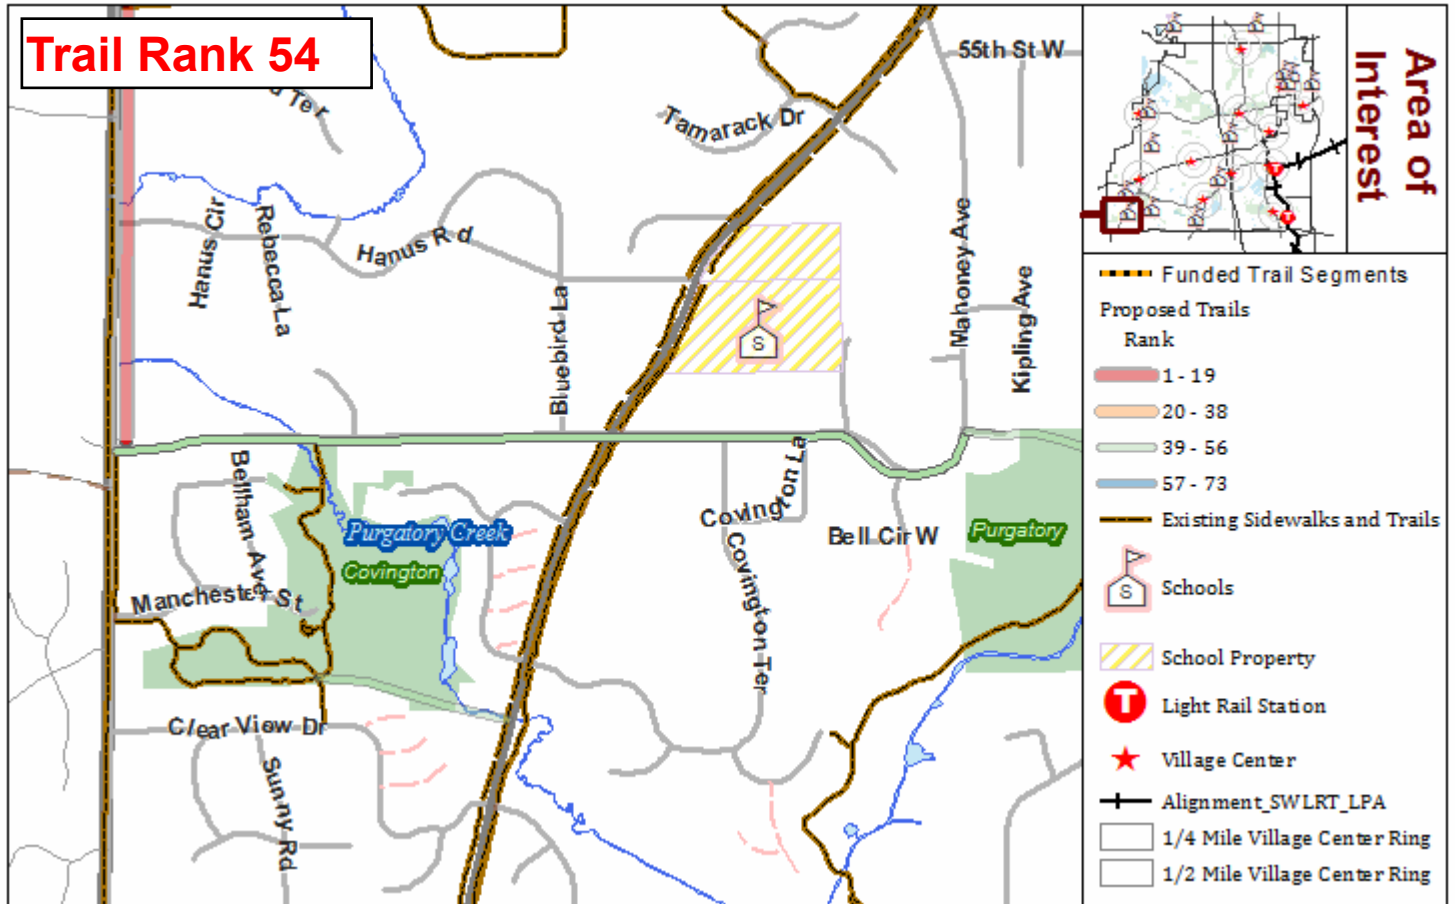 Trail Rank 54
Ter
55th St W
Tamarack Dr
Hanus Cir
Rebecca La
Hanus Rd
Bluebird La
Mahoney Ave
Kipling Ave
S
Bellham Ave
Purgatory Creek
Covington
Manchester St
Covington La
Covington Ter
Bell Cir W
Purgatory
Clear View Dr
Sunny Rd
Area of
Interest
Funded Trail Segments
Proposed Trails
Rank
1 - 19
20 - 38
39 - 56
57 - 73
Existing Sidewalks and Trails
S
Schools
School Property
T
Light Rail Station
Village Center
Alignment_SWLRT_LPA
1/4 Mile Village Center Ring
1/2 Mile Village Center Ring